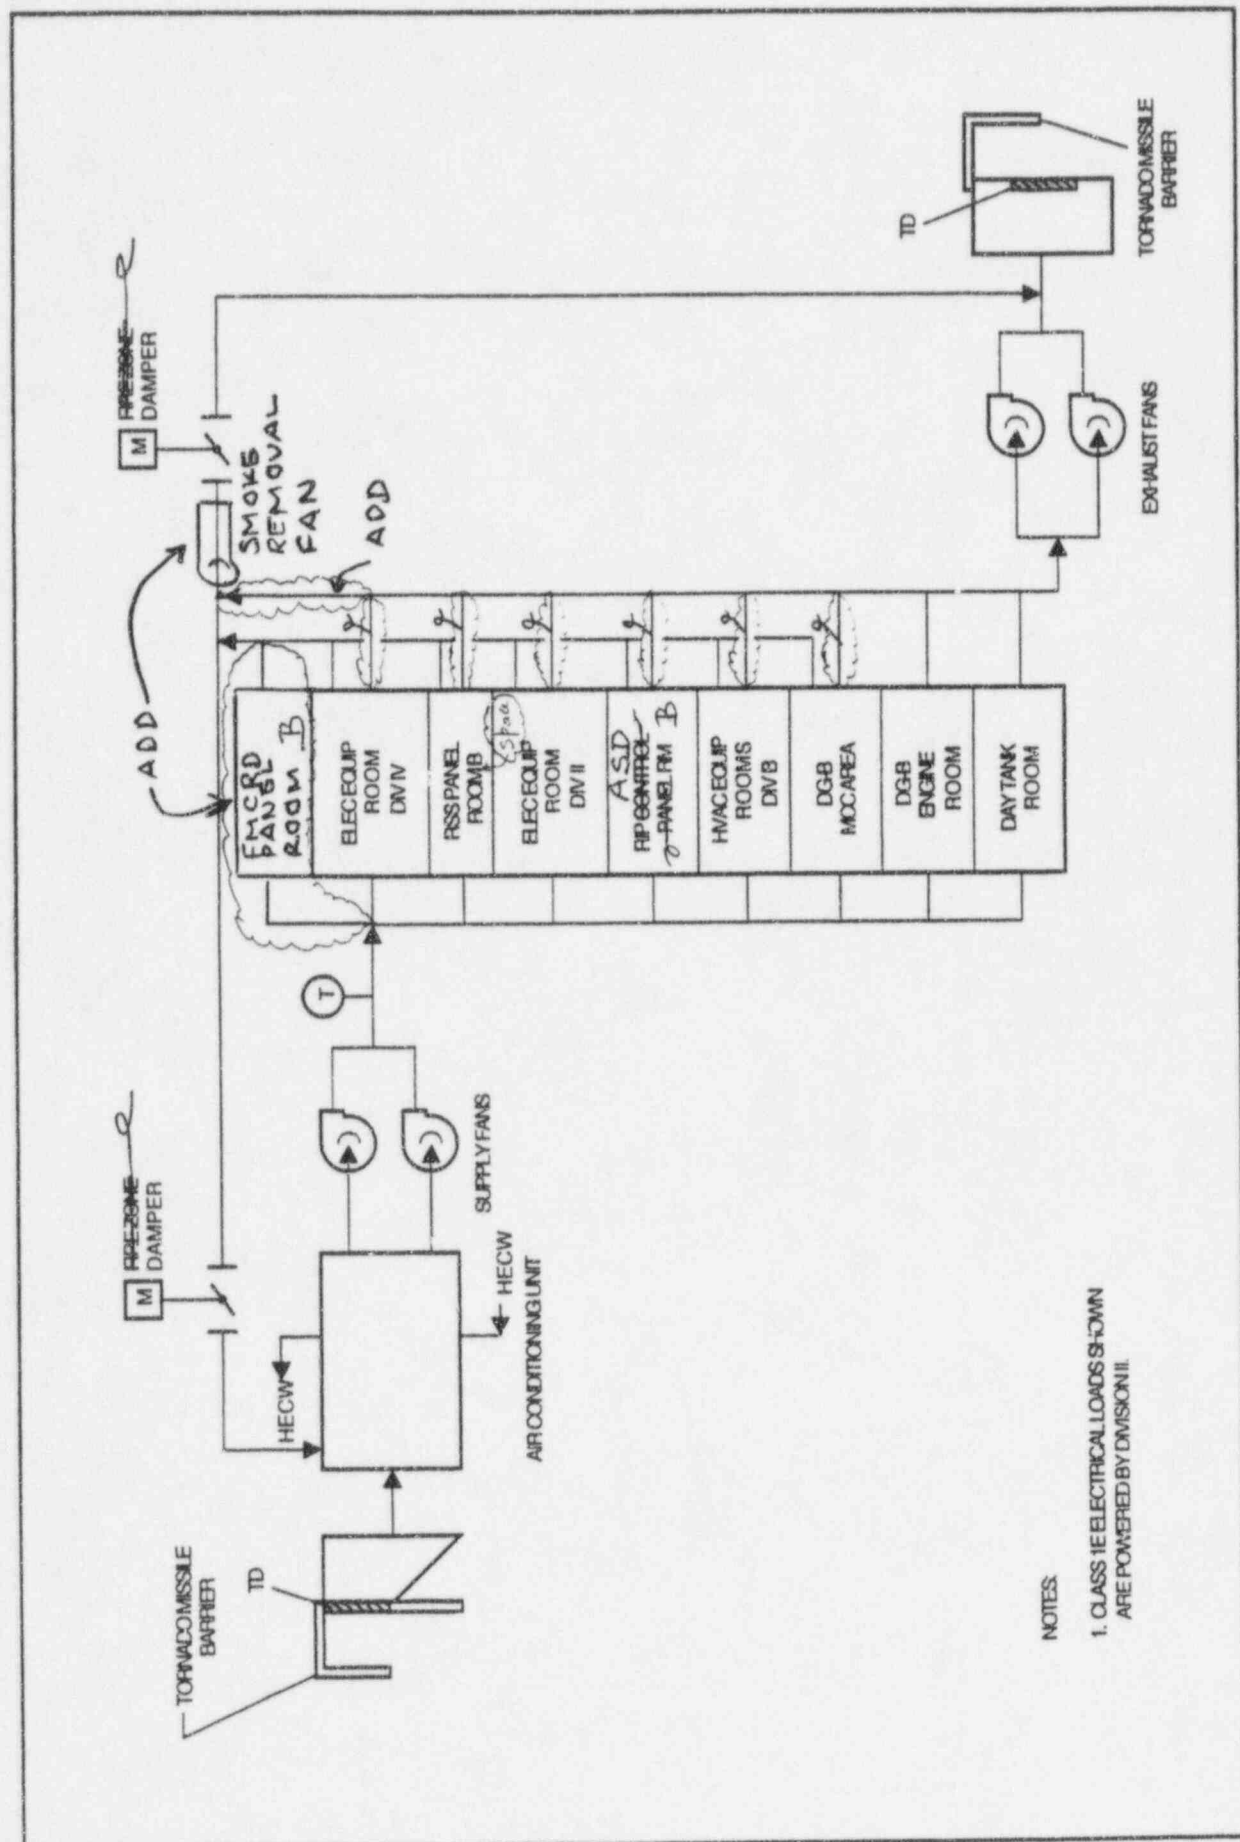 TORNADO MISSILE
BARRIER
TD
HECW
HECW
AIR CONDITIONING UNIT
M
FIRE ZONE
DAMPER
SUPPLY FANS
T
ADD
FMCRD
PANEL
ROOM B
ELEC EQUIP
ROOM
DIV IV
RSS PANEL
ROOM B
space
ELEC EQUIP
ROOM
DIV II
ASD
RIP CONTROL
PANEL RM B
HVAC EQUIP
ROOMS
DIV B
DG-B
MCC AREA
DG-B
ENGINE
ROOM
DAY TANK
ROOM
SMOKE
REMOVAL
FAN
ADD
M
FIRE ZONE
DAMPER
EXHAUST FANS
TD
TORNADO MISSILE
BARRIER
NOTES:
1. CLASS 1E ELECTRICAL LOADS SHOWN
ARE POWERED BY DIVISION II.